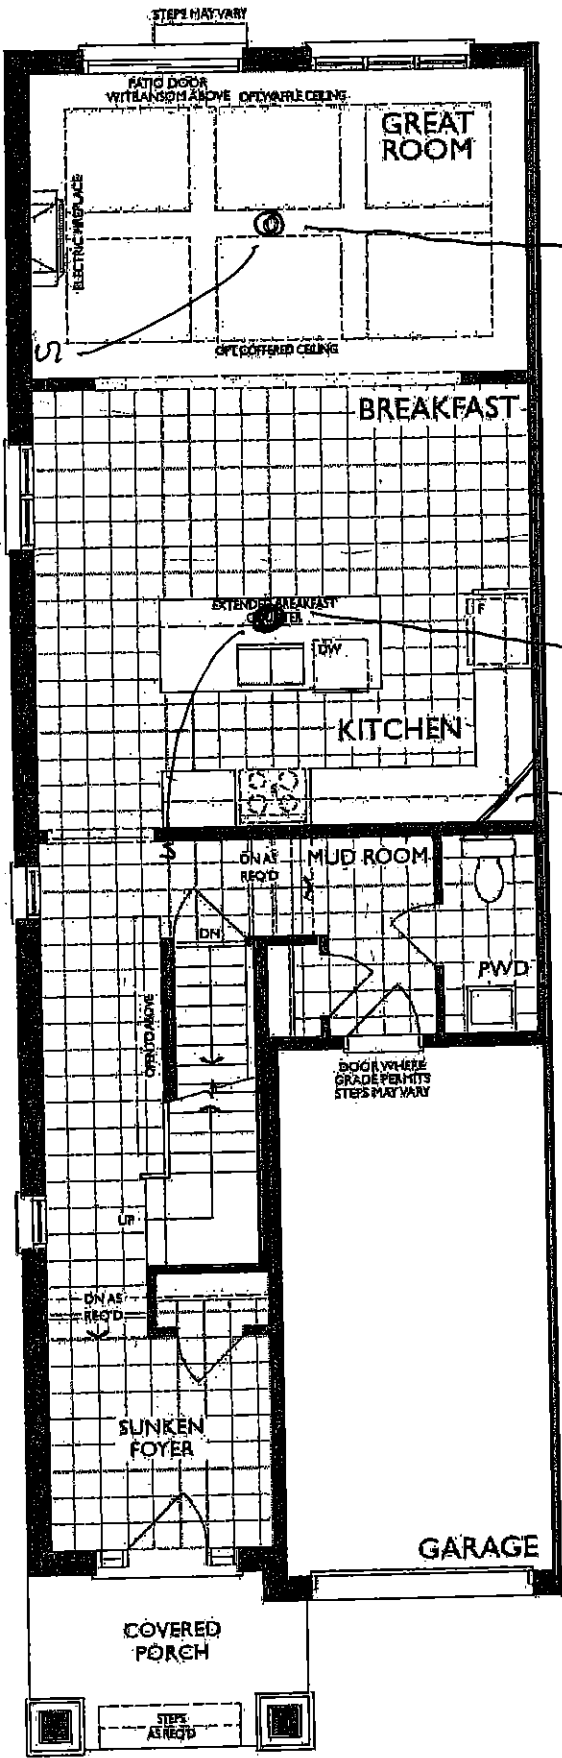 STEPS MAY VARY
PATIO DOOR
W/TRANSOM ABOVE
OPT. WAFFLE CEILING
GREAT
ROOM
ELECTRIC FIREPLACE
S
OPT. COFFERED CEILING
BREAKFAST
EXTENDED BREAKFAST
COUNTER
F
DW
KITCHEN
S
DN AS
REQ'D
MUD ROOM
DN
PWD
OPEN TO ABOVE
DOOR WHERE
GRADE PERMITS
STEPS MAY VARY
UP
DN AS
REQ'D
SUNKEN
FOYER
GARAGE
COVERED
PORCH
STEPS
AS REQ'D